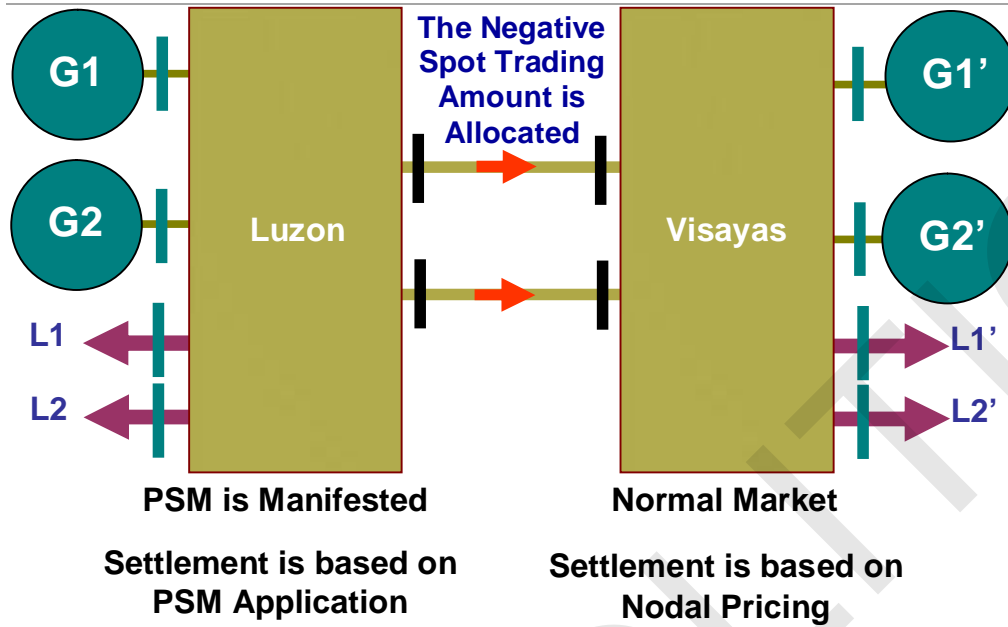 G1
The Negative
Spot Trading
Amount is
Allocated
G1’
G2
Luzon
Visayas
G2’
L1
L1’
L2
L2’
PSM is Manifested
Normal Market
Settlement is based on
PSM Application
Settlement is based on
Nodal Pricing